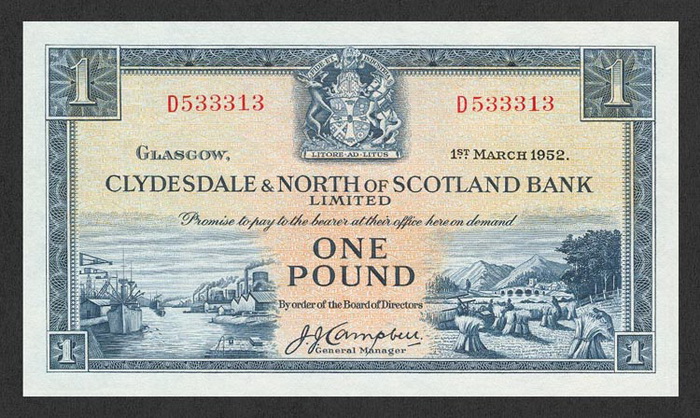 1
1
D533313
D533313
LITORE·AD·LITUS
GLASGOW,
1ST MARCH 1952.
CLYDESDALE & NORTH OF SCOTLAND BANK
LIMITED
Promise to pay to the bearer at their office here on demand
ONE
POUND
By order of the Board of Directors
J.J. Campbell.
General Manager
1
1